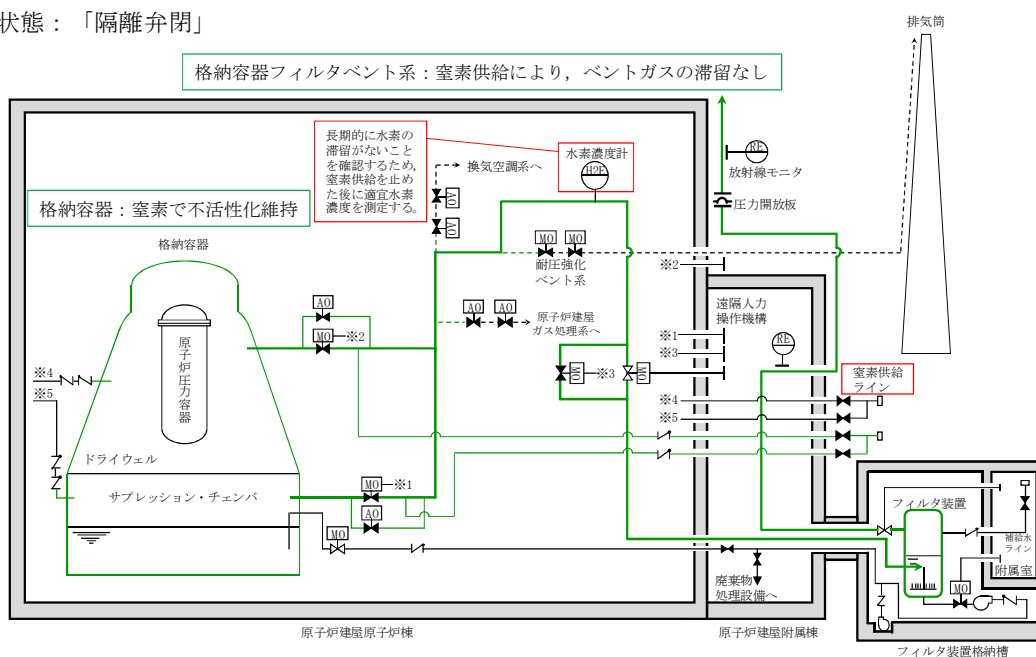 状態：「隔離弁閉」
排気筒
格納容器フィルタベント系：窒素供給により，ベントガスの滞留なし
長期的に水素の
滞留がないこと
を確認するため，
窒素供給を止め
た後に適宜水素
濃度を測定する。
水素濃度計
H2E
換気空調系へ
AO
AO
RE
放射線モニタ
圧力開放板
格納容器：窒素で不活性化維持
格納容器
MO
MO
耐圧強化
ベント系
※2
遠隔人力
操作機構
AO
MO
※2
AO
AO
原子炉建屋
ガス処理系へ
※1
※3
RE
原子炉圧力容器
※4
※5
MO
※3
MO
※4
※5
窒素供給
ライン
ドライウェル
サプレッション・チェンバ
MO
※1
AO
MO
フィルタ装置
補給水
ライン
附属室
MO
廃棄物
処理設備へ
原子炉建屋原子炉棟
原子炉建屋附属棟
フィルタ装置格納槽